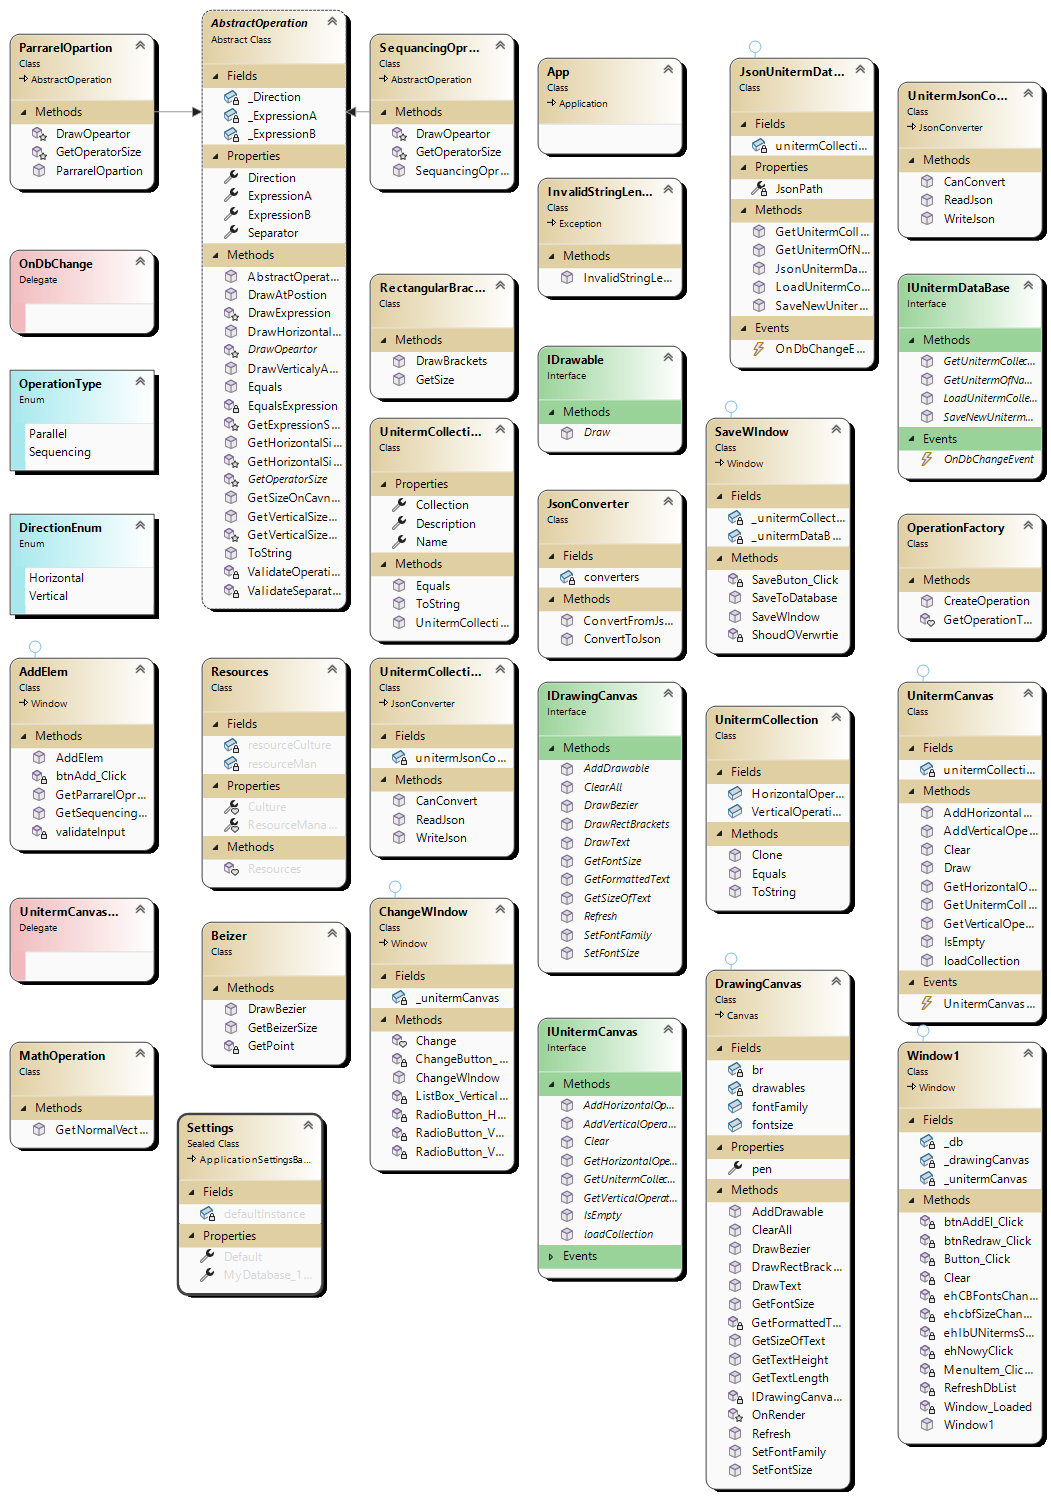 ParrarelOpartion
Class
AbstractOperation
Methods
DrawOpeartor
GetOperatorSize
ParrarelOpartion
OnDbChange
Delegate
OperationType
Enum
Parallel
Sequencing
DirectionEnum
Enum
Horizontal
Vertical
AddElem
Class
Window
Methods
AddElem
btnAdd_Click
GetParrarelOpr...
GetSequencing...
validateInput
UnitermCanvas...
Delegate
MathOperation
Class
Methods
GetNormalVect...
AbstractOperation
Abstract Class
Fields
_Direction
_ExpressionA
_ExpressionB
Properties
Direction
ExpressionA
ExpressionB
Separator
Methods
AbstractOperat...
DrawAtPostion
DrawExpression
DrawHorizontal...
DrawOpeartor
DrawVerticalyA...
Equals
EqualsExpression
GetExpressionS...
GetHorizontalSi...
GetHorizontalSi...
GetOperatorSize
GetSizeOnCavn...
GetVerticalSize...
GetVerticalSize...
ToString
ValidateOperati...
ValidateSeparat...
Resources
Class
Fields
resourceCulture
resourceMan
Properties
Culture
ResourceMana...
Methods
Resources
Beizer
Class
Methods
DrawBezier
GetBeizerSize
GetPoint
Settings
Sealed Class
ApplicationSettingsBa...
Fields
defaultInstance
Properties
Default
MyDatabase_1...
SequencingOpr...
Class
AbstractOperation
Methods
DrawOpeartor
GetOperatorSize
SequencingOpr...
RectangularBrac...
Class
Methods
DrawBrackets
GetSize
UnitermCollecti...
Class
Properties
Collection
Description
Name
Methods
Equals
ToString
UnitermCollecti...
UnitermCollecti...
Class
JsonConverter
Fields
unitermJsonCo...
Methods
CanConvert
ReadJson
WriteJson
ChangeWIndow
Class
Window
Fields
_unitermCanvas
Methods
Change
ChangeButton_...
ChangeWIndow
ListBox_Vertical...
RadioButton_H...
RadioButton_V...
RadioButton_V...
App
Class
Application
InvalidStringLen...
Class
Exception
Methods
InvalidStringLe...
IDrawable
Interface
Methods
Draw
JsonConverter
Class
Fields
converters
Methods
ConvertFromJs...
ConvertToJson
IDrawingCanvas
Interface
Methods
AddDrawable
ClearAll
DrawBezier
DrawRectBrackets
DrawText
GetFontSize
GetFormattedText
GetSizeOfText
Refresh
SetFontFamily
SetFontSize
IUnitermCanvas
Interface
Methods
AddHorizontalOp...
AddVerticalOpera...
Clear
GetHorizontalOpe...
GetUnitermCollec...
GetVerticalOperat...
IsEmpty
loadCollection
Events
JsonUnitermDat...
Class
Fields
unitermCollecti...
Properties
JsonPath
Methods
GetUnitermColl...
GetUnitermOfN...
JsonUnitermDa...
LoadUnitermCo...
SaveNewUniter...
Events
OnDbChangeE...
SaveWIndow
Class
Window
Fields
_unitermCollect...
_unitermDataB...
Methods
SaveButon_Click
SaveToDatabase
SaveWIndow
ShoudOVerwrtie
UnitermCollection
Class
Fields
HorizontalOper...
VerticalOperati...
Methods
Clone
Equals
ToString
DrawingCanvas
Class
Canvas
Fields
br
drawables
fontFamily
fontsize
Properties
pen
Methods
AddDrawable
ClearAll
DrawBezier
DrawRectBrack...
DrawText
GetFontSize
GetFormattedT...
GetSizeOfText
GetTextHeight
GetTextLength
IDrawingCanva...
OnRender
Refresh
SetFontFamily
SetFontSize
UnitermJsonCo...
Class
JsonConverter
Methods
CanConvert
ReadJson
WriteJson
IUnitermDataBase
Interface
Methods
GetUnitermCollec...
GetUnitermOfNa...
LoadUnitermColle...
SaveNewUniterm...
Events
OnDbChangeEvent
OperationFactory
Class
Methods
CreateOperation
GetOperationT...
UnitermCanvas
Class
Fields
unitermCollecti...
Methods
AddHorizontal...
AddVerticalOpe...
Clear
Draw
GetHorizontalO...
GetUnitermColl...
GetVerticalOpe...
IsEmpty
loadCollection
Events
UnitermCanvas...
Window1
Class
Window
Fields
_db
_drawingCanvas
_unitermCanvas
Methods
btnAddEl_Click
btnRedraw_Click
Button_Click
Clear
ehCBFontsChan...
ehcbfSizeChan...
ehlbUNitermsS...
ehNowyClick
MenuItem_Clic...
RefreshDbList
Window_Loaded
Window1